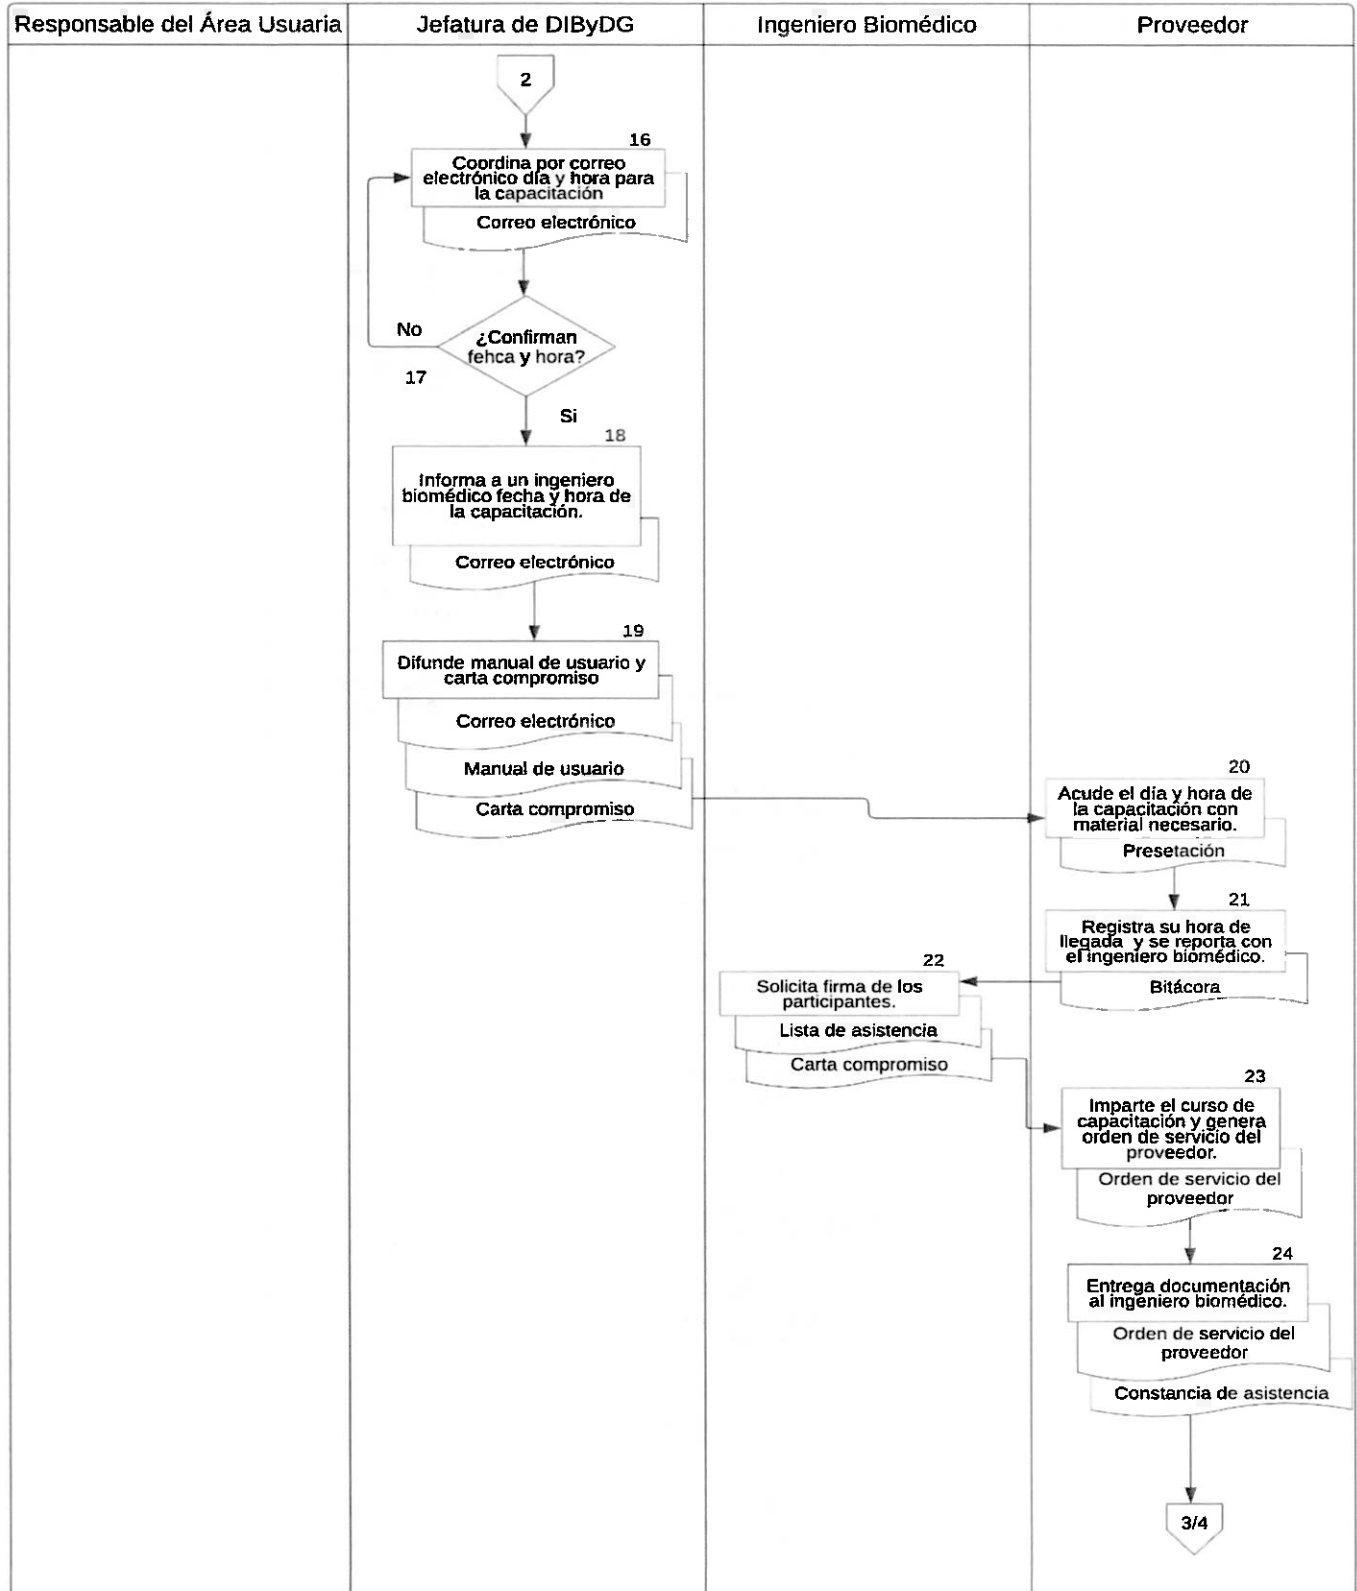 Responsable del Área Usuaria
Jefatura de DIByDG
Ingeniero Biomédico
Proveedor
2
16
Coordina por correo
electrónico día y hora para
la capacitación
Correo electrónico
No
¿Confirman
fehca y hora?
17
Si
18
Informa a un ingeniero
biomédico fecha y hora de
la capacitación.
Correo electrónico
19
Difunde manual de usuario y
carta compromiso
Correo electrónico
Manual de usuario
Carta compromiso
20
Acude el día y hora de
la capacitación con
material necesario.
Presetación
21
Registra su hora de
llegada y se reporta con
el ingeniero biomédico.
Bitácora
22
Solicita firma de los
participantes.
Lista de asistencia
Carta compromiso
23
Imparte el curso de
capacitación y genera
orden de servicio del
proveedor.
Orden de servicio del
proveedor
24
Entrega documentación
al ingeniero biomédico.
Orden de servicio del
proveedor
Constancia de asistencia
3/4